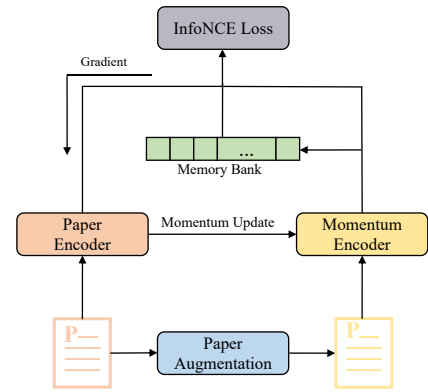 InfoNCE Loss
Gradient
...
Memory Bank
Paper
Encoder
Momentum Update
Momentum
Encoder
P
Paper
Augmentation
P